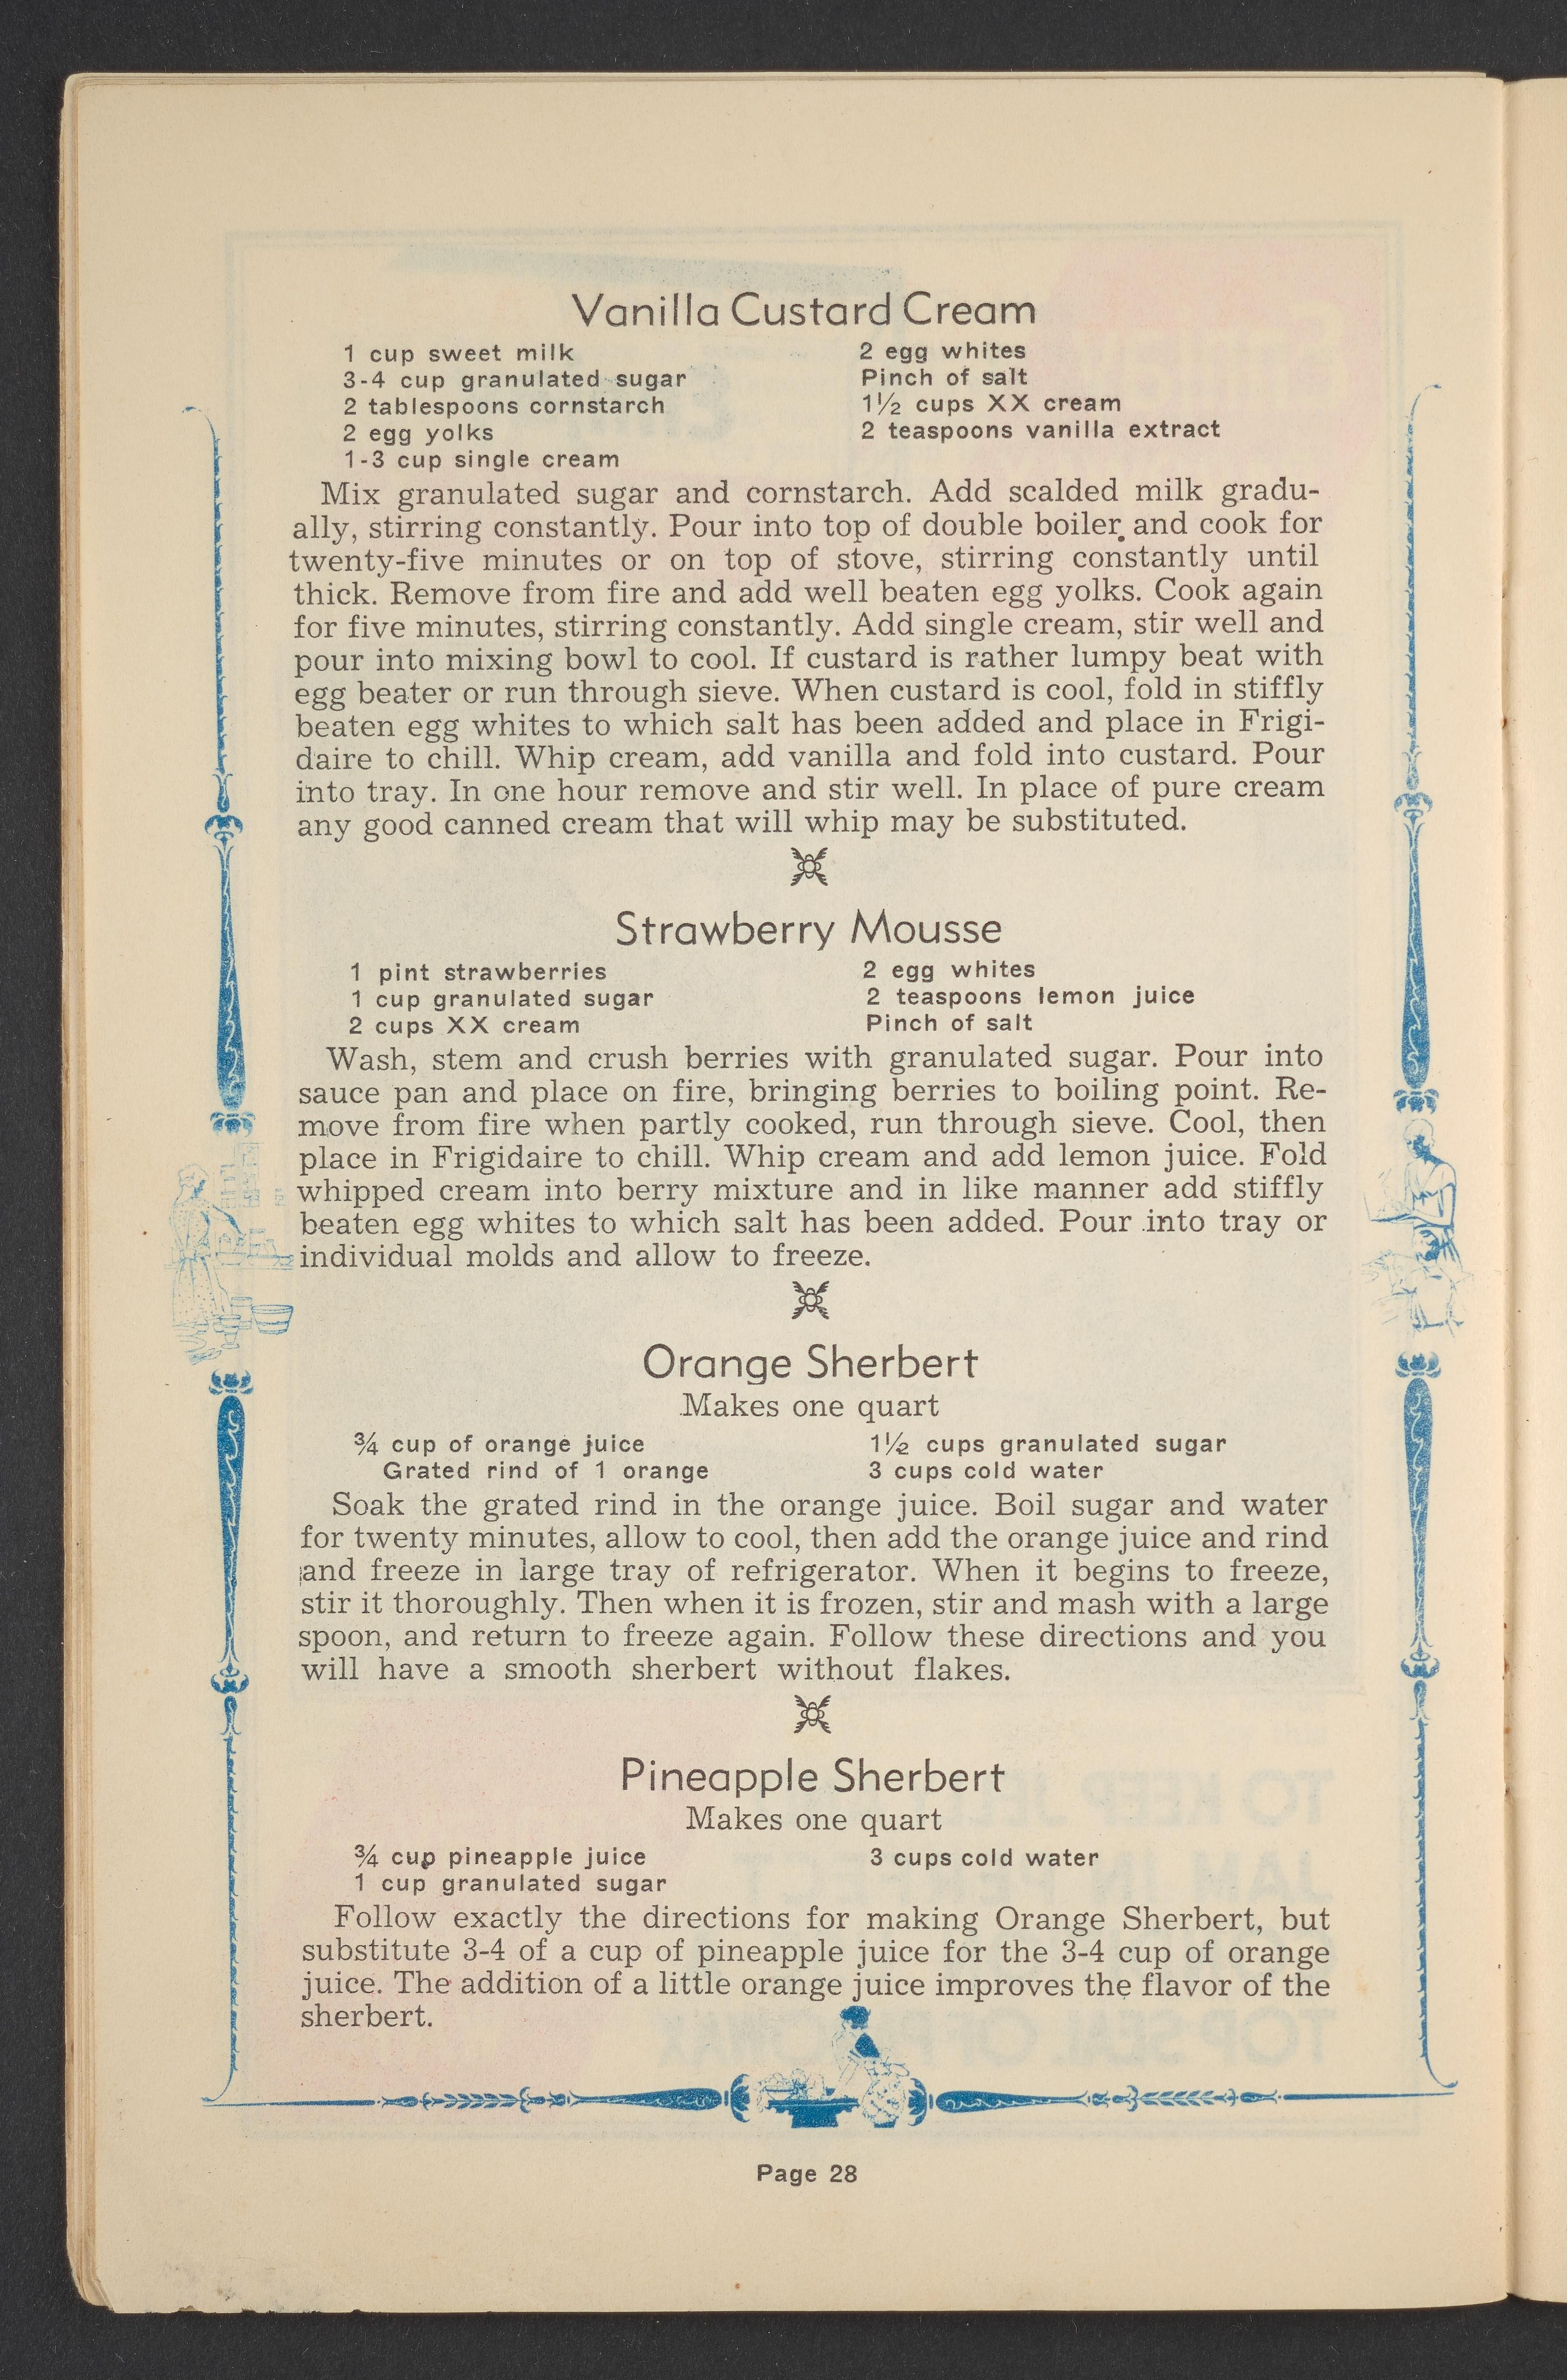 Vanilla Custard Cream
1 cup sweet milk
3-4 cup granulated sugar
2 tablespoons cornstarch
2 egg yolks
1-3 cup single cream
2 egg whites
Pinch of salt
1½ cups XX cream
2 teaspoons vanilla extract
Mix granulated sugar and cornstarch. Add scalded milk gradu-
ally, stirring constantly. Pour into top of double boiler and cook for
twenty-five minutes or on top of stove, stirring constantly until
thick. Remove from fire and add well beaten egg yolks. Cook again
for five minutes, stirring constantly. Add single cream, stir well and
pour into mixing bowl to cool. If custard is rather lumpy beat with
egg beater or run through sieve. When custard is cool, fold in stiffly
beaten egg whites to which salt has been added and place in Frigi-
daire to chill. Whip cream, add vanilla and fold into custard. Pour
into tray. In one hour remove and stir well. In place of pure cream
any good canned cream that will whip may be substituted.
Strawberry Mousse
1 pint strawberries
1 cup granulated sugar
2 cups XX cream
2 egg whites
2 teaspoons lemon juice
Pinch of salt
Wash, stem and crush berries with granulated sugar. Pour into
sauce pan and place on fire, bringing berries to boiling point. Re-
move from fire when partly cooked, run through sieve. Cool, then
place in Frigidaire to chill. Whip cream and add lemon juice. Fold
whipped cream into berry mixture and in like manner add stiffly
beaten egg whites to which salt has been added. Pour into tray or
individual molds and allow to freeze.
Orange Sherbert
Makes one quart
¾ cup of orange juice
Grated rind of 1 orange
1½ cups granulated sugar
3 cups cold water
Soak the grated rind in the orange juice. Boil sugar and water
for twenty minutes, allow to cool, then add the orange juice and rind
and freeze in large tray of refrigerator. When it begins to freeze,
stir it thoroughly. Then when it is frozen, stir and mash with a large
spoon, and return to freeze again. Follow these directions and you
will have a smooth sherbert without flakes.
Pineapple Sherbert
Makes one quart
¾ cup pineapple juice
1 cup granulated sugar
3 cups cold water
Follow exactly the directions for making Orange Sherbert, but
substitute 3-4 of a cup of pineapple juice for the 3-4 cup of orange
juice. The addition of a little orange juice improves the flavor of the
sherbert.
Page 28